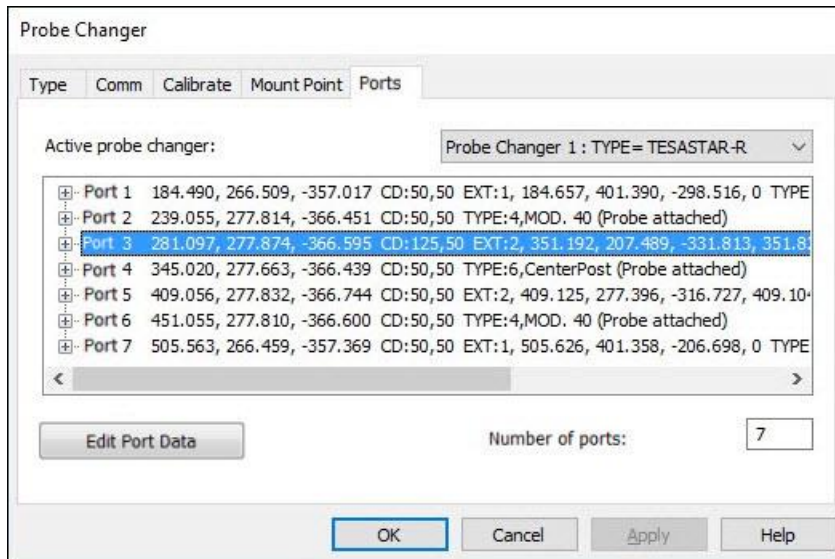 Probe Changer
Type Comm Calibrate Mount Point Ports
Active probe changer: Probe Changer 1 : TYPE= TESASTAR-R
Port 1 184.490, 266.509, -357.017 CD:50,50 EXT:1, 184.657, 401.390, -298.516, 0 TYPE
Port 2 239.055, 277.814, -366.451 CD:50,50 TYPE:4,MOD. 40 (Probe attached)
Port 3 281.097, 277.874, -366.595 CD:125,50 EXT:2, 351.192, 207.489, -331.813, 351.8
Port 4 345.020, 277.663, -366.439 CD:50,50 TYPE:6,CenterPost (Probe attached)
Port 5 409.056, 277.832, -366.744 CD:50,50 EXT:2, 409.125, 277.396, -316.727, 409.10
Port 6 451.055, 277.810, -366.600 CD:50,50 TYPE:4,MOD. 40 (Probe attached)
Port 7 505.563, 266.459, -357.369 CD:50,50 EXT:1, 505.626, 401.358, -206.698, 0 TYPE
Edit Port Data Number of ports: 7
OK Cancel Apply Help